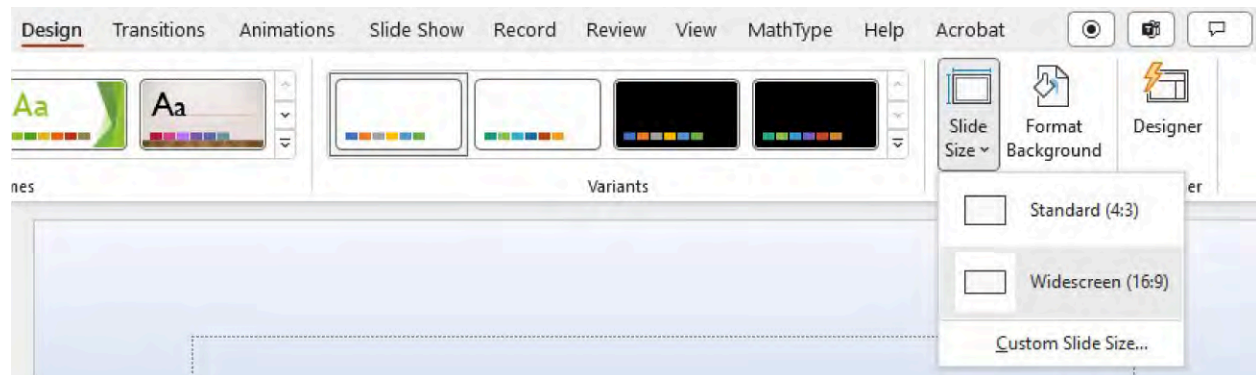 Design Transitions Animations Slide Show Record Review View MathType Help Acrobat
Aa Aa
Slide Size
Format Background
Designer
mes Variants er
Standard (4:3)
Widescreen (16:9)
Custom Slide Size...